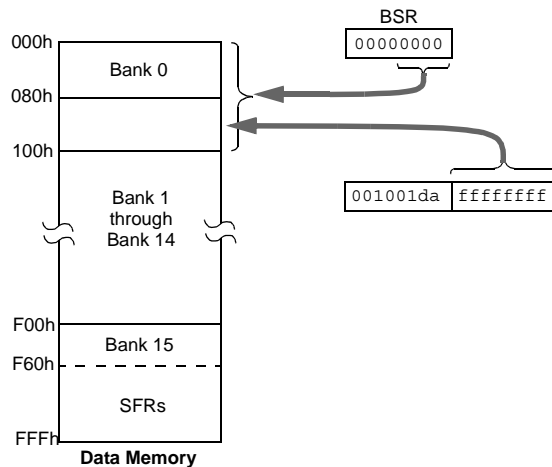 BSR
00000000
000h
Bank 0
080h
100h
Bank 1
through
Bank 14
001001da ffffffff
F00h
Bank 15
F60h
SFRs
FFFh
Data Memory